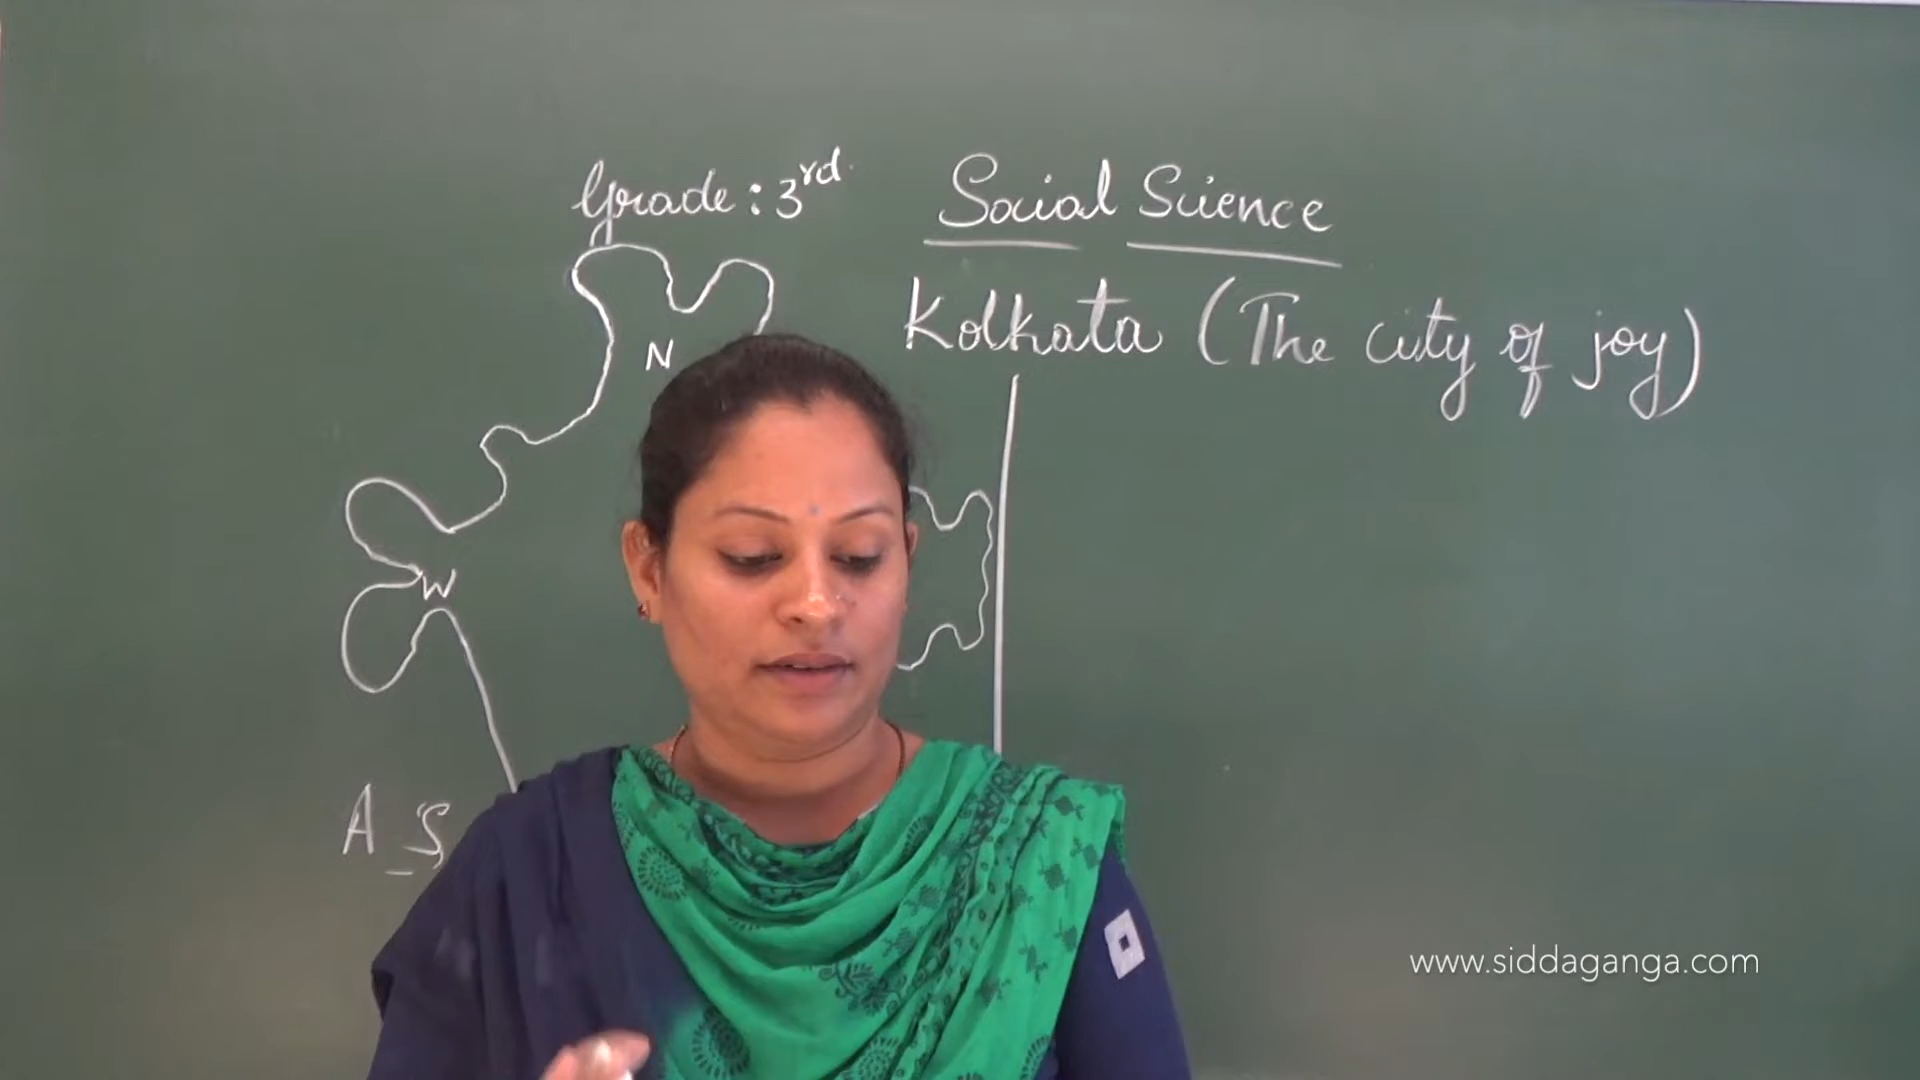 Grade: 3rd.
Social Science
Kolkata (The city of joy)
N
W
A S
www.siddaganga.com